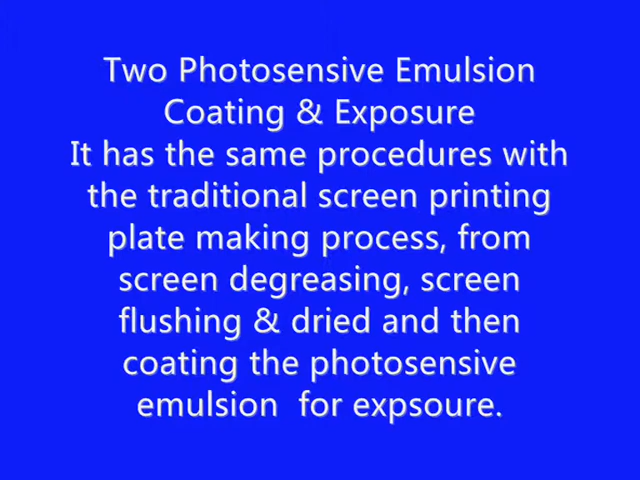 Two Photosensive Emulsion
Coating & Exposure
It has the same procedures with
the traditional screen printing
plate making process, from
screen degreasing, screen
flushing & dried and then
coating the photosensive
emulsion  for expsoure.